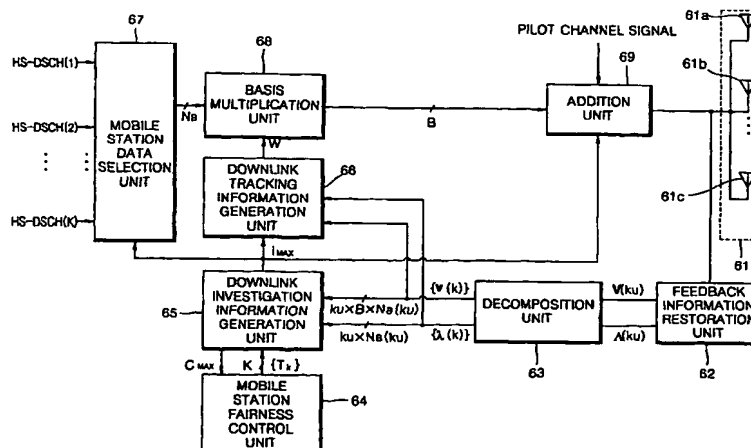 67
HS-DSCH(1)
HS-DSCH(2)
HS-DSCH(K)
MOBILE
STATION
DATA
SELECTION
UNIT
NB
68
BASIS
MULTIPLICATION
UNIT
W
B
PILOT CHANNEL SIGNAL
69
ADDITION
UNIT
61a
61b
61c
61
DOWNLINK
TRACKING
INFORMATION
GENERATION
UNIT
66
iMAX
65
DOWNLINK
INVESTIGATION
INFORMATION
GENERATION
UNIT
ku×B×NB(ku)
{V(k)}
ku×NB(ku)
{λ(k)}
DECOMPOSITION
UNIT
63
V(ku)
Λ(ku)
FEEDBACK
INFORMATION
RESTORATION
UNIT
62
CMAX
K
{Tk}
MOBILE
STATION
FAIRNESS
CONTROL
UNIT
64